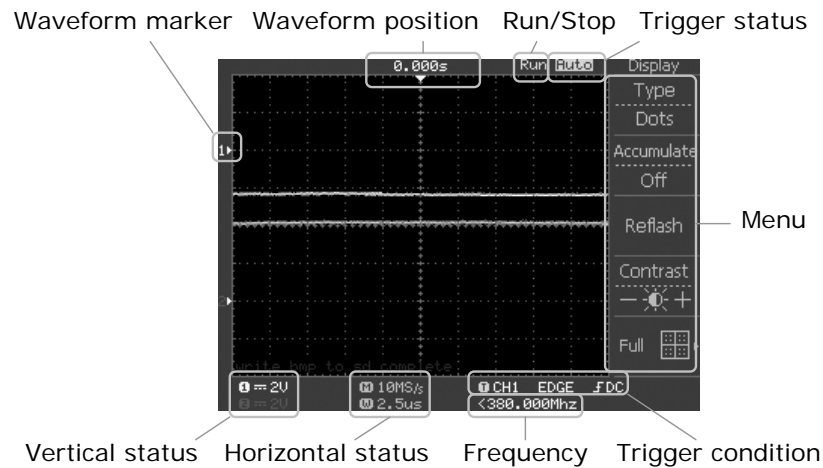 Waveform marker Waveform position Run/Stop Trigger status
0.000s Run Auto Display
Type
Dots
1
Accumulate
Off
Reflash
Menu
Contrast
2
− +
Full
write bmp to sd complete
1 2V M 10MS/s T CH1 EDGE DC
2 2V W 2.5us <380.000Mhz
Vertical status Horizontal status Frequency Trigger condition